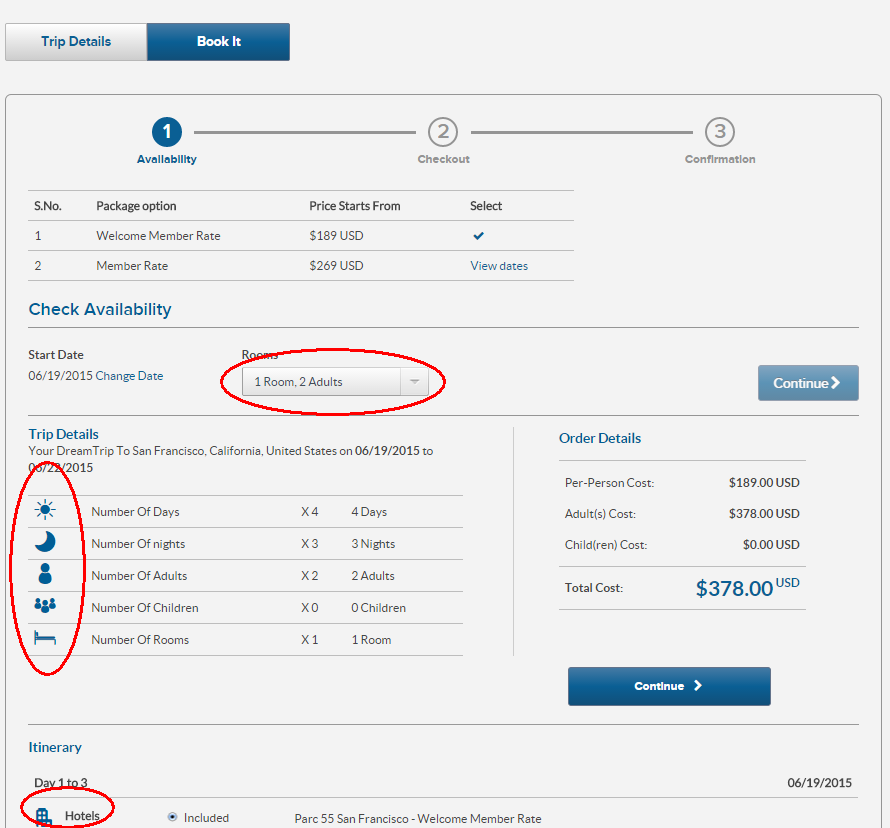 Trip Details Book It
1 2 3
Availability Checkout Confirmation
S.No. Package option Price Starts From Select
1 Welcome Member Rate $189 USD
2 Member Rate $269 USD View dates
Check Availability
Start Date Rooms
06/19/2015 Change Date 1 Room, 2 Adults Continue
Trip Details
Your DreamTrip To San Francisco, California, United States on 06/19/2015 to
06/22/2015
Number Of Days X 4 4 Days
Number Of nights X 3 3 Nights
Number Of Adults X 2 2 Adults
Number Of Children X 0 0 Children
Number Of Rooms X 1 1 Room
Order Details
Per-Person Cost: $189.00 USD
Adult(s) Cost: $378.00 USD
Child(ren) Cost: $0.00 USD
Total Cost: $378.00 USD
Continue
Itinerary
Day 1 to 3 06/19/2015
Hotels Included Parc 55 San Francisco - Welcome Member Rate